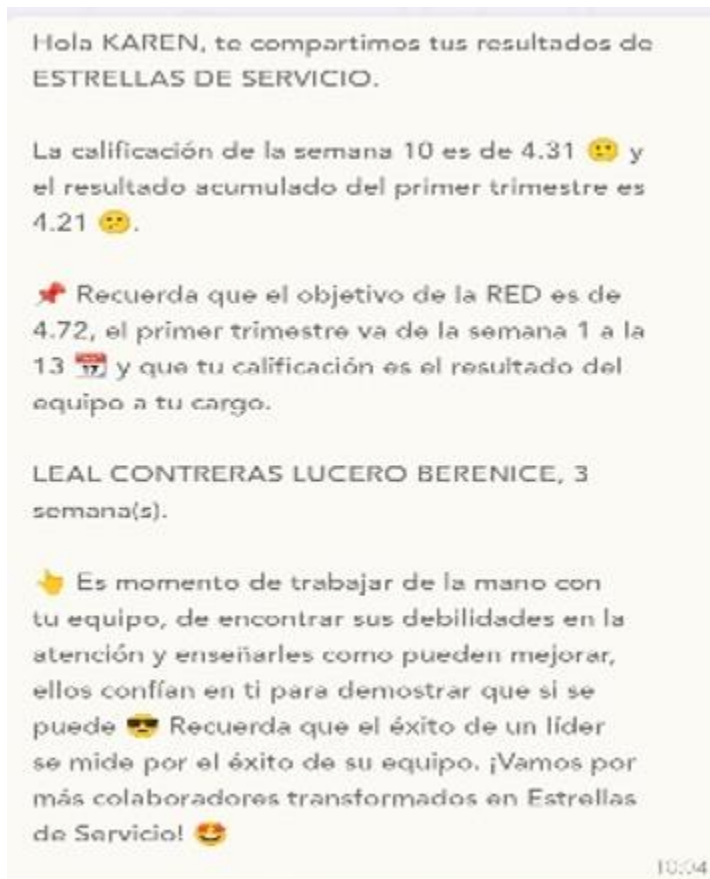 Hola KAREN, te compartimos tus resultados de
ESTRELLAS DE SERVICIO.
La calificación de la semana 10 es de 4.31 🙂 y
el resultado acumulado del primer trimestre es
4.21 🫤.
📌 Recuerda que el objetivo de la RED es de
4.72, el primer trimestre va de la semana 1 a la
13 📅 y que tu calificación es el resultado del
equipo a tu cargo.
LEAL CONTRERAS LUCERO BERENICE, 3
semana(s).
👆 Es momento de trabajar de la mano con
tu equipo, de encontrar sus debilidades en la
atención y enseñarles como pueden mejorar,
ellos confían en ti para demostrar que si se
puede 😎 Recuerda que el éxito de un líder
se mide por el éxito de su equipo. ¡Vamos por
más colaboradores transformados en Estrellas
de Servicio! 🤩
10:04